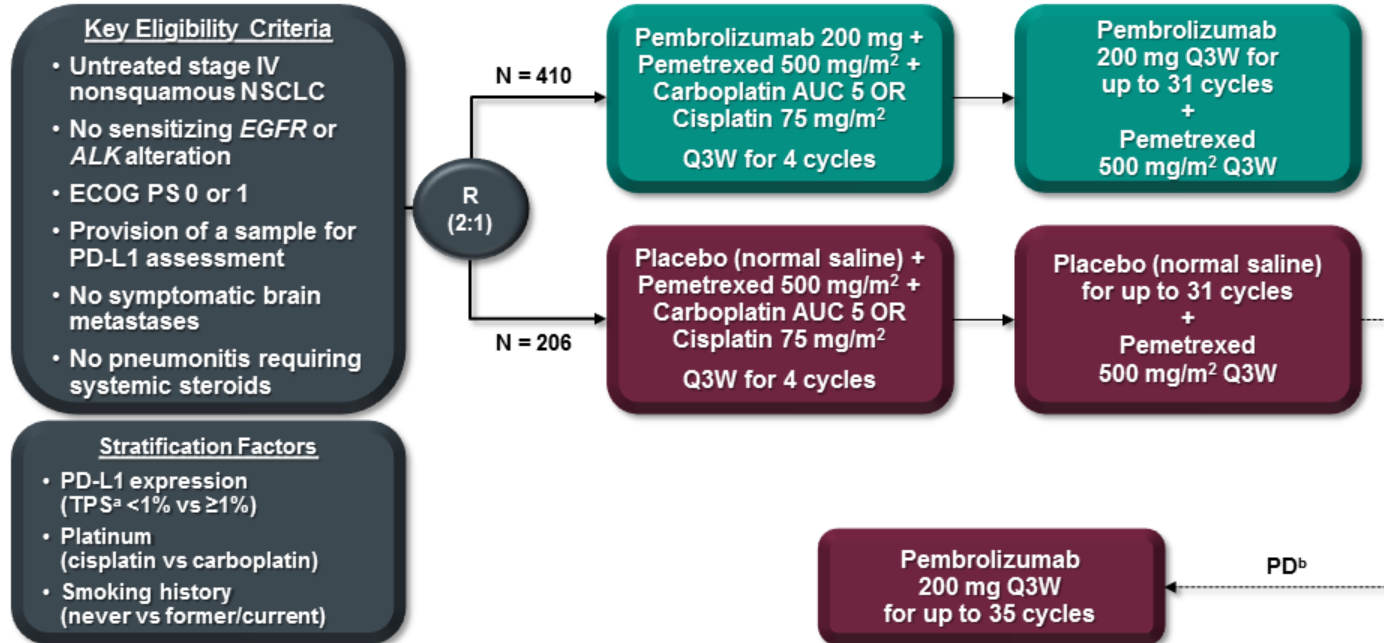 Key Eligibility Criteria
• Untreated stage IV
nonsquamous NSCLC
• No sensitizing EGFR or
ALK alteration
• ECOG PS 0 or 1
• Provision of a sample for
PD-L1 assessment
• No symptomatic brain
metastases
• No pneumonitis requiring
systemic steroids
Stratification Factors
• PD-L1 expression
(TPSᵃ <1% vs ≥1%)
• Platinum
(cisplatin vs carboplatin)
• Smoking history
(never vs former/current)
R
(2:1)
N = 410
Pembrolizumab 200 mg +
Pemetrexed 500 mg/m² +
Carboplatin AUC 5 OR
Cisplatin 75 mg/m²
Q3W for 4 cycles
Pembrolizumab
200 mg Q3W for
up to 31 cycles
+
Pemetrexed
500 mg/m² Q3W
N = 206
Placebo (normal saline) +
Pemetrexed 500 mg/m² +
Carboplatin AUC 5 OR
Cisplatin 75 mg/m²
Q3W for 4 cycles
Placebo (normal saline)
for up to 31 cycles
+
Pemetrexed
500 mg/m² Q3W
PDᵇ
Pembrolizumab
200 mg Q3W
for up to 35 cycles